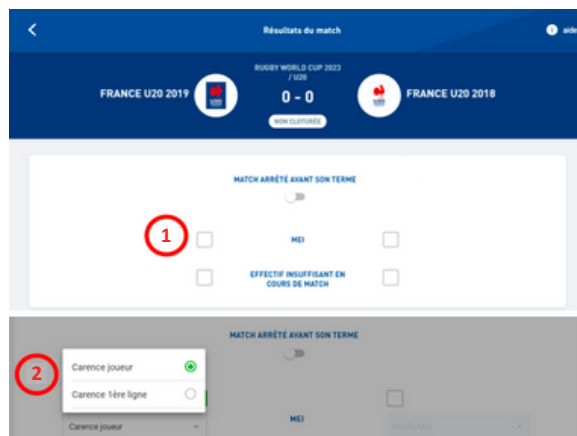 Résultats du match
aide
RUGBY WORLD CUP 2023
/ U20
FRANCE U20 2019
0 - 0
FRANCE U20 2018
NON CLOTURÉE
MATCH ARRÊTÉ AVANT SON TERME
1
MEI
EFFECTIF INSUFFISANT EN
COURS DE MATCH
MATCH ARRÊTÉ AVANT SON TERME
2
Carence joueur
Carence 1ère ligne
Carence joueur
MEI